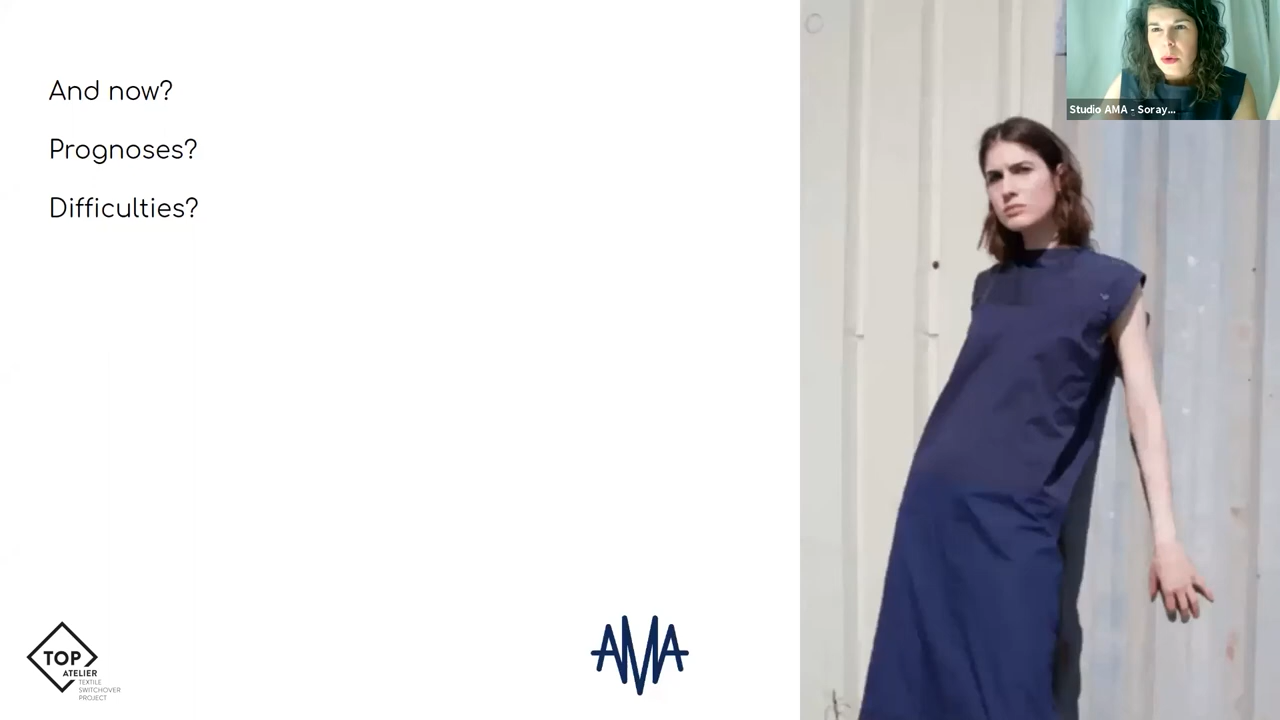 And now?
Prognoses?
Difficulties?
Studio AMA - Soray...
TOP
ATELIER
TEXTILE
SWITCHOVER
PROJECT
AMA